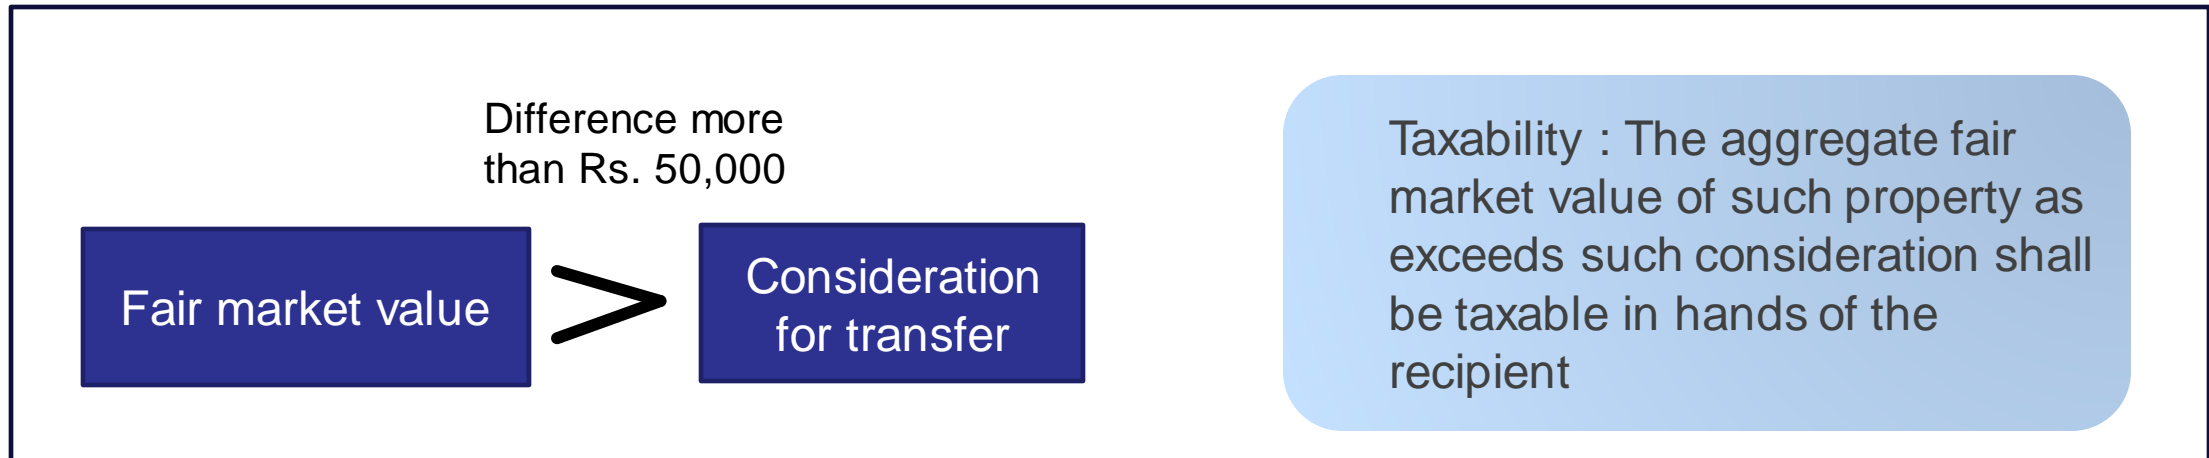 Difference more
than Rs. 50,000
Fair market value
>
Consideration
for transfer
Taxability : The aggregate fair
market value of such property as
exceeds such consideration shall
be taxable in hands of the
recipient